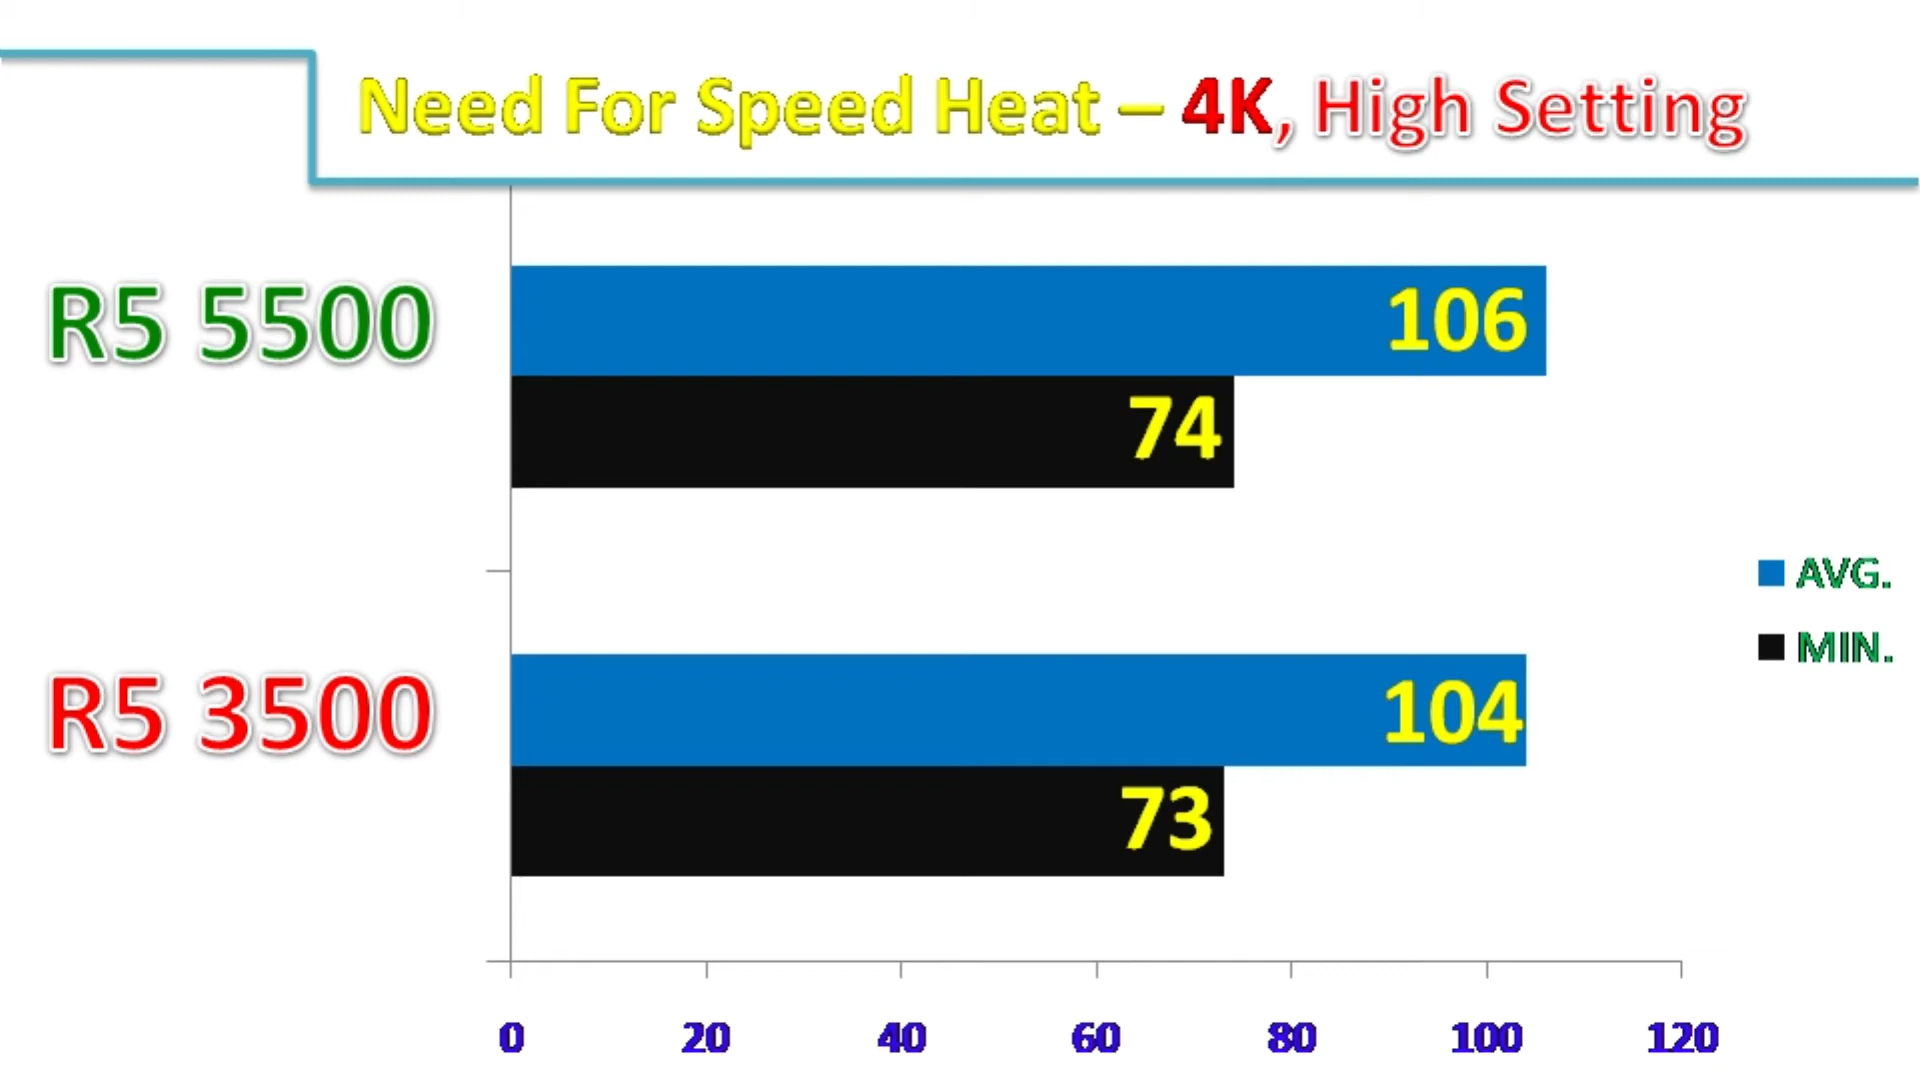 Need For Speed Heat – 4K, High Setting
R5 5500
106
74
AVG.
MIN.
R5 3500
104
73
0 20 40 60 80 100 120